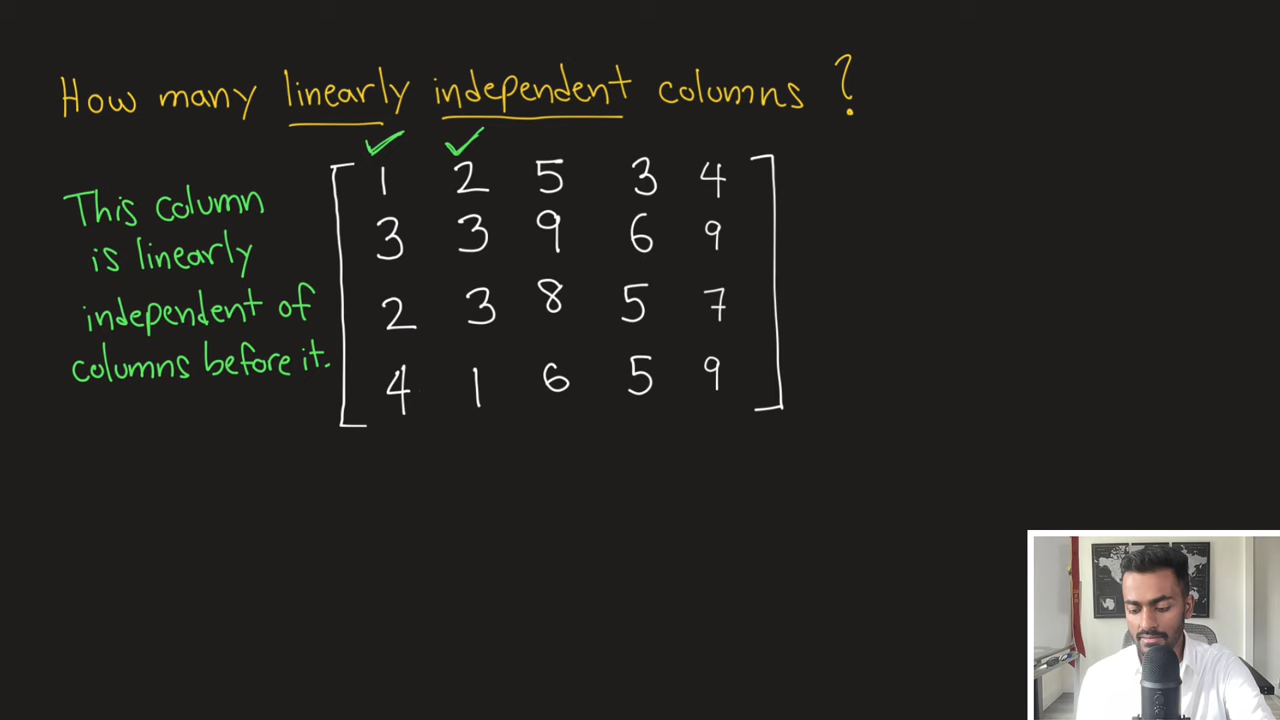 How many linearly independent columns ?
This column
is linearly
independent of
columns before it.
1 2 5 3 4
3 3 9 6 9
2 3 8 5 7
4 1 6 5 9